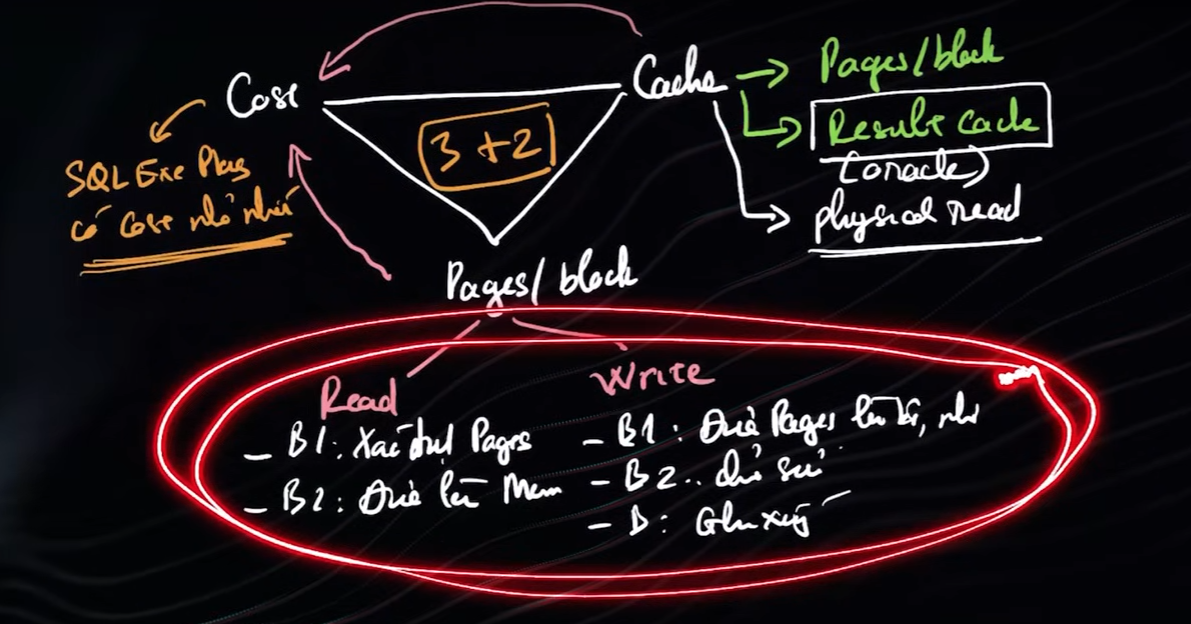 Cost
Cache
Pages/block
Result Cache
(oracle)
physical read
3+2
SQL Exe Plan
có Cost nhỏ nhất
Pages/block
Read
- B1: Xác định Pages
- B2: Đưa lên Mem
Write
- B1: Đưa Pages lên bộ nhớ
- B2: chỉnh sửa
- B: Ghi xuống